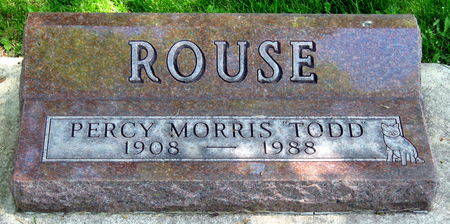 ROUSE
PERCY MORRIS "TODD"
1908 — 1988